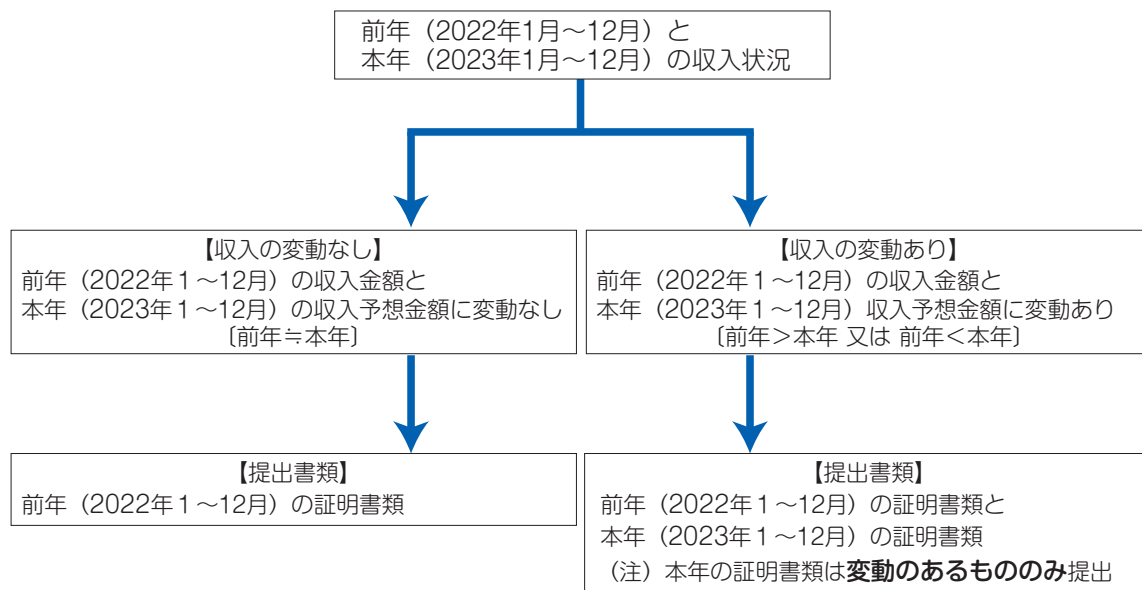 前年（2022年1月～12月）と
本年（2023年1月～12月）の収入状況
【収入の変動なし】
前年（2022年１～12月）の収入金額と
本年（2023年１～12月）の収入予想金額に変動なし
〔前年≒本年〕
【収入の変動あり】
前年（2022年１～12月）の収入金額と
本年（2023年１～12月）収入予想金額に変動あり
〔前年＞本年 又は 前年＜本年〕
【提出書類】
前年（2022年１～12月）の証明書類
【提出書類】
前年（2022年１～12月）の証明書類と
本年（2023年１～12月）の証明書類
（注）本年の証明書類は変動のあるもののみ提出